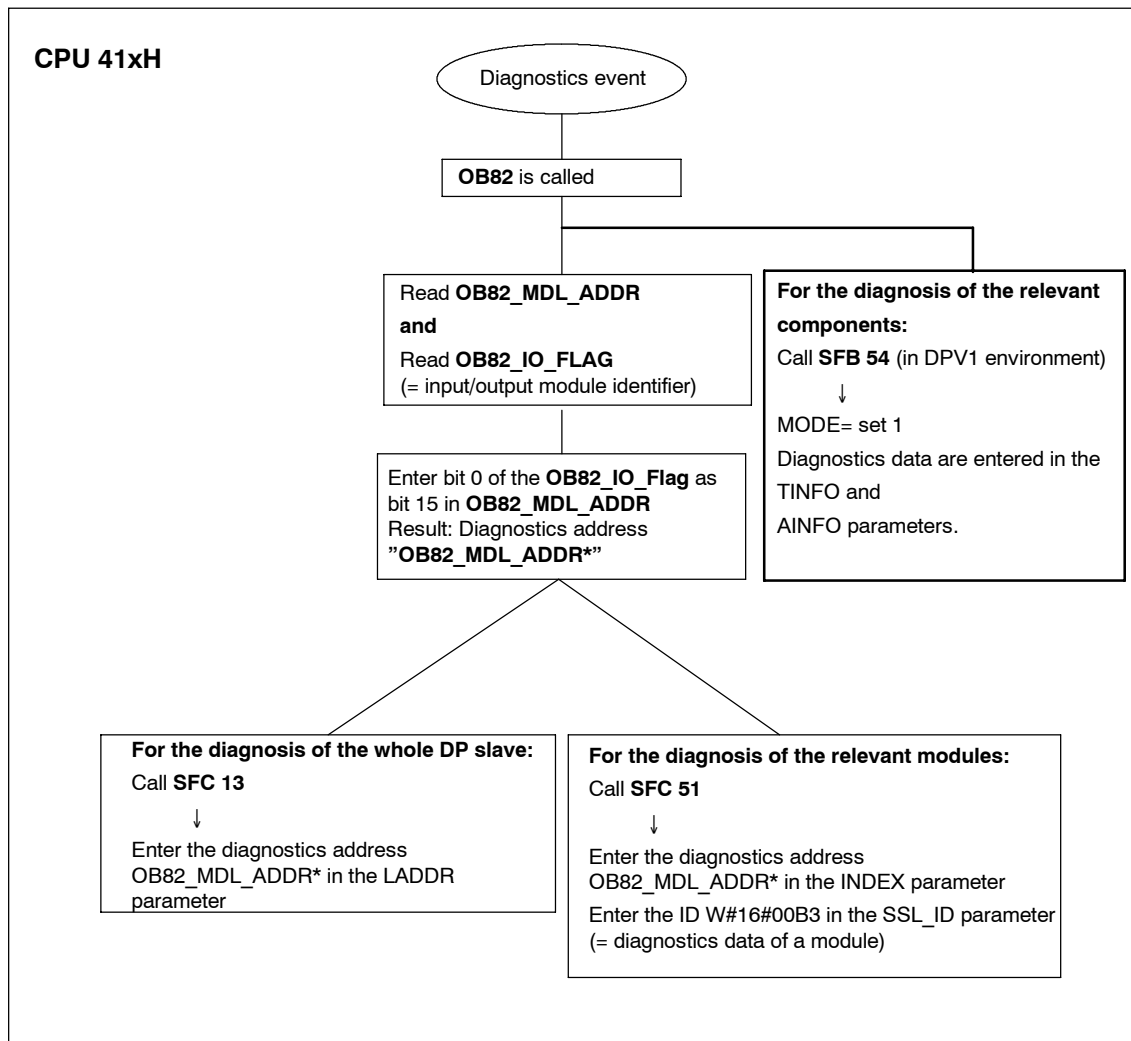 CPU 41xH
Diagnostics event
OB82 is called
Read OB82_MDL_ADDR
and
Read OB82_IO_FLAG
(= input/output module identifier)
For the diagnosis of the relevant
components:
Call SFB 54 (in DPV1 environment)
↓
MODE= set 1
Diagnostics data are entered in the
TINFO and
AINFO parameters.
Enter bit 0 of the OB82_IO_Flag as
bit 15 in OB82_MDL_ADDR
Result: Diagnostics address
”OB82_MDL_ADDR*”
For the diagnosis of the whole DP slave:
Call SFC 13
↓
Enter the diagnostics address
OB82_MDL_ADDR* in the LADDR
parameter
For the diagnosis of the relevant modules:
Call SFC 51
↓
Enter the diagnostics address
OB82_MDL_ADDR* in the INDEX parameter
Enter the ID W#16#00B3 in the SSL_ID parameter
(= diagnostics data of a module)